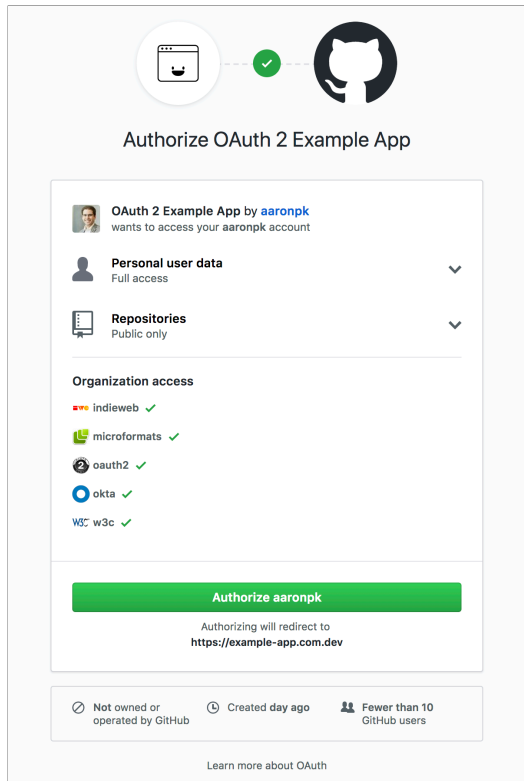 Authorize OAuth 2 Example App
OAuth 2 Example App by aaronpk
wants to access your aaronpk account
Personal user data
Full access
Repositories
Public only
Organization access
indieweb
microformats
2 oauth2
okta
W3C w3c
Authorize aaronpk
Authorizing will redirect to
https://example-app.com.dev
Not owned or
operated by GitHub
Created day ago
Fewer than 10
GitHub users
Learn more about OAuth